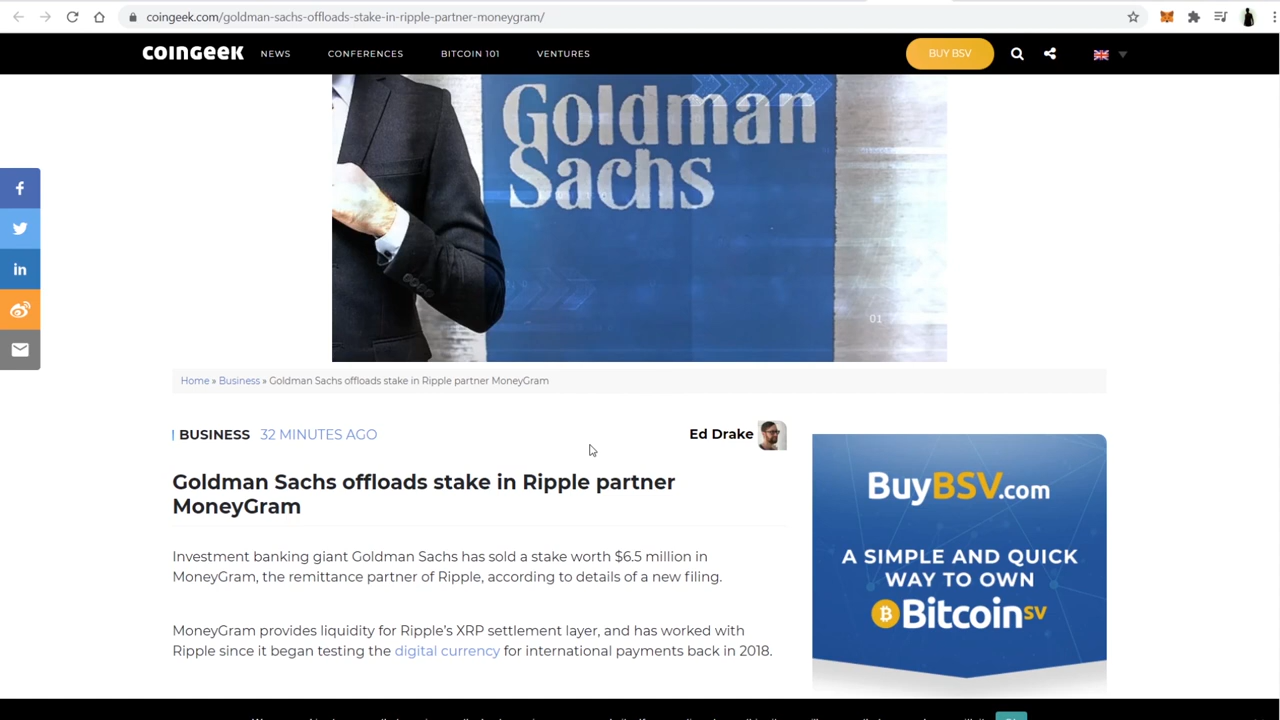 coingeek.com/goldman-sachs-offloads-stake-in-ripple-partner-moneygram/
COINGEEK NEWS CONFERENCES BITCOIN 101 VENTURES BUY BSV
Goldman
Sachs
01
Home » Business » Goldman Sachs offloads stake in Ripple partner MoneyGram
BUSINESS 32 MINUTES AGO Ed Drake
Goldman Sachs offloads stake in Ripple partner
MoneyGram
Investment banking giant Goldman Sachs has sold a stake worth $6.5 million in
MoneyGram, the remittance partner of Ripple, according to details of a new filing.
MoneyGram provides liquidity for Ripple's XRP settlement layer, and has worked with
Ripple since it began testing the digital currency for international payments back in 2018.
BuyBSV.com
A SIMPLE AND QUICK
WAY TO OWN
BitcoinSV